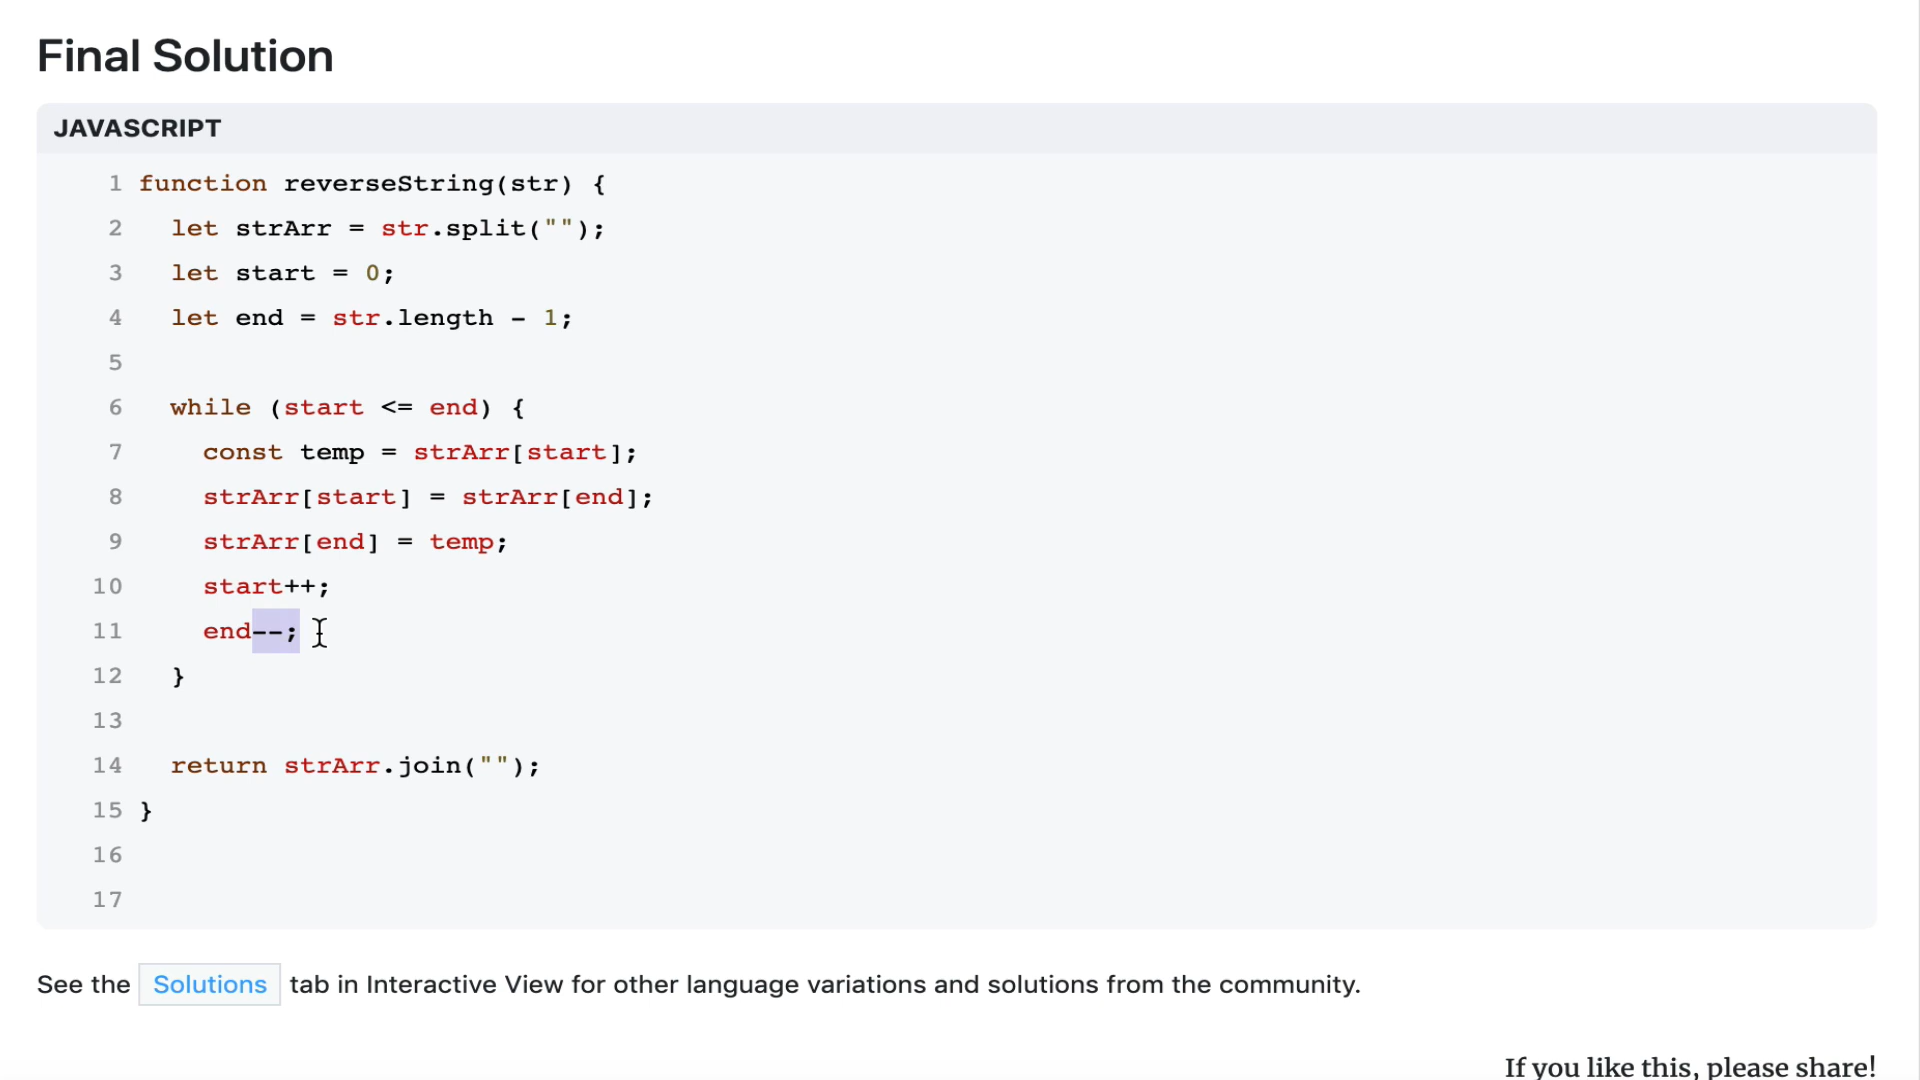 Final Solution
JAVASCRIPT
1 function reverseString(str) {
2 let strArr = str.split("");
3 let start = 0;
4 let end = str.length - 1;
5
6 while (start <= end) {
7 const temp = strArr[start];
8 strArr[start] = strArr[end];
9 strArr[end] = temp;
10 start++;
11 end--;
12 }
13
14 return strArr.join("");
15 }
16
17
See the Solutions tab in Interactive View for other language variations and solutions from the community.
If you like this, please share!